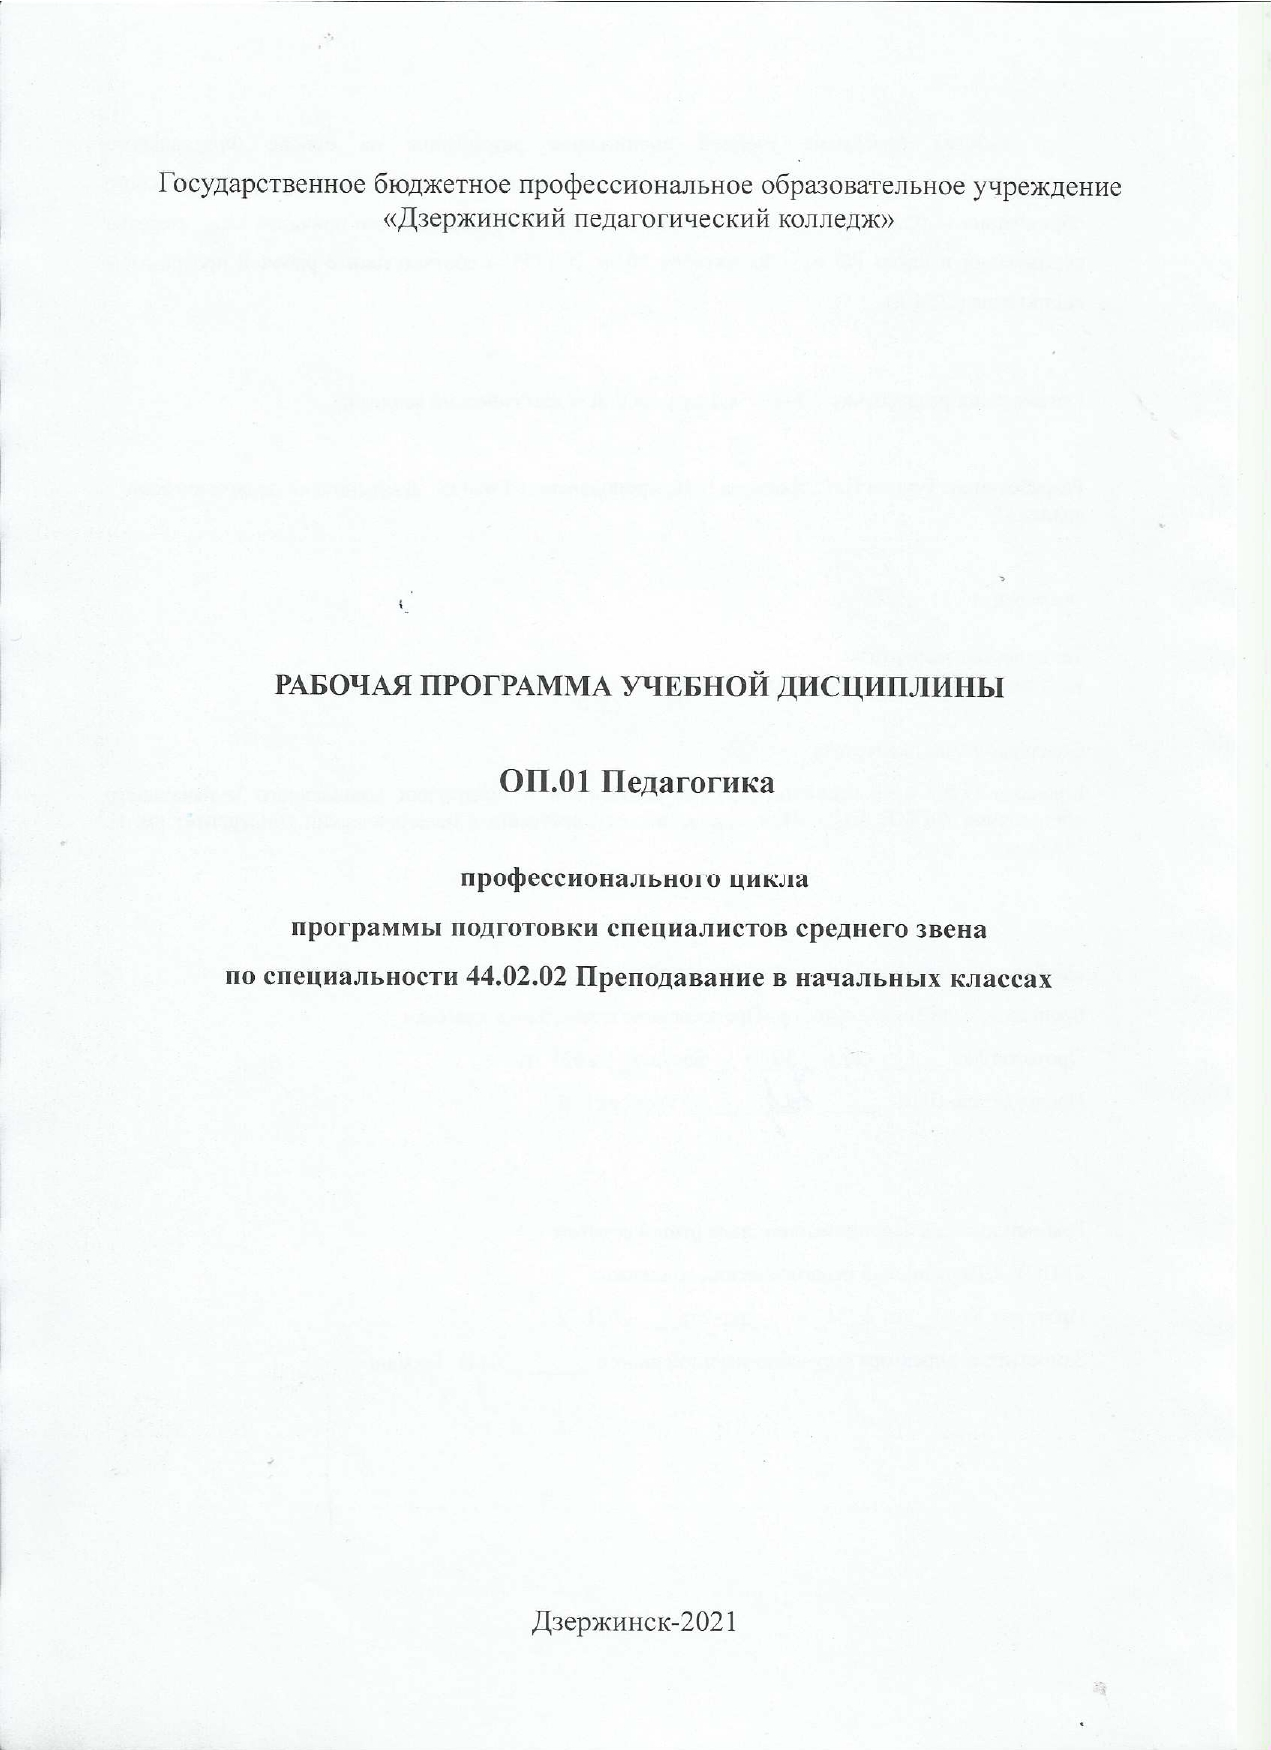 Государственное бюджетное профессиональное образовательное учреждение
«Дзержинский педагогический колледж»
РАБОЧАЯ ПРОГРАММА УЧЕБНОЙ ДИСЦИПЛИНЫ
ОП.01 Педагогика
профессионального цикла
программы подготовки специалистов среднего звена
по специальности 44.02.02 Преподавание в начальных классах
Дзержинск-2021